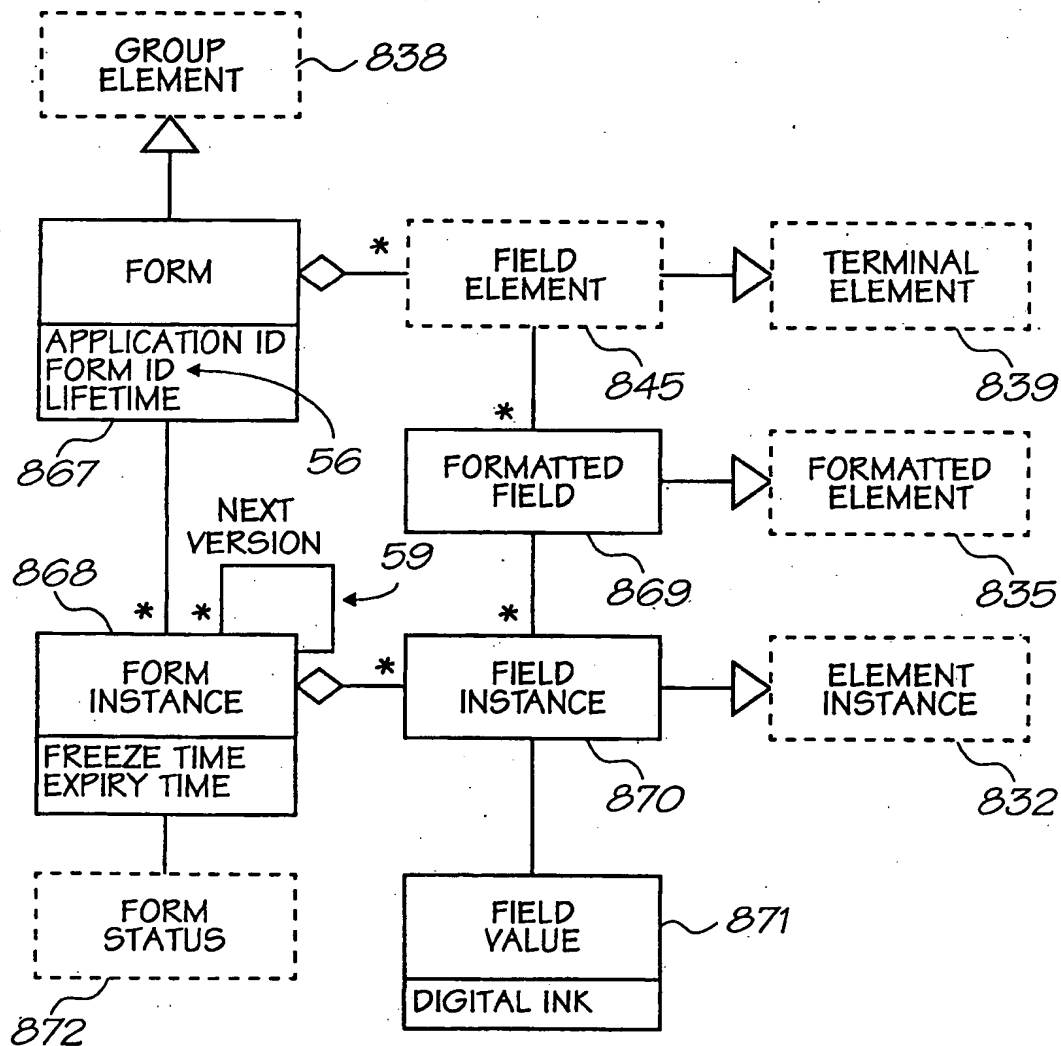 GROUP
ELEMENT
838
FORM
APPLICATION ID
FORM ID
LIFETIME
867
56
*
FIELD
ELEMENT
845
TERMINAL
ELEMENT
839
*
FORMATTED
FIELD
869
FORMATTED
ELEMENT
835
NEXT
VERSION
59
868
*
*
FORM
INSTANCE
FREEZE TIME
EXPIRY TIME
*
*
FIELD
INSTANCE
870
ELEMENT
INSTANCE
832
FORM
STATUS
872
FIELD
VALUE
DIGITAL INK
871